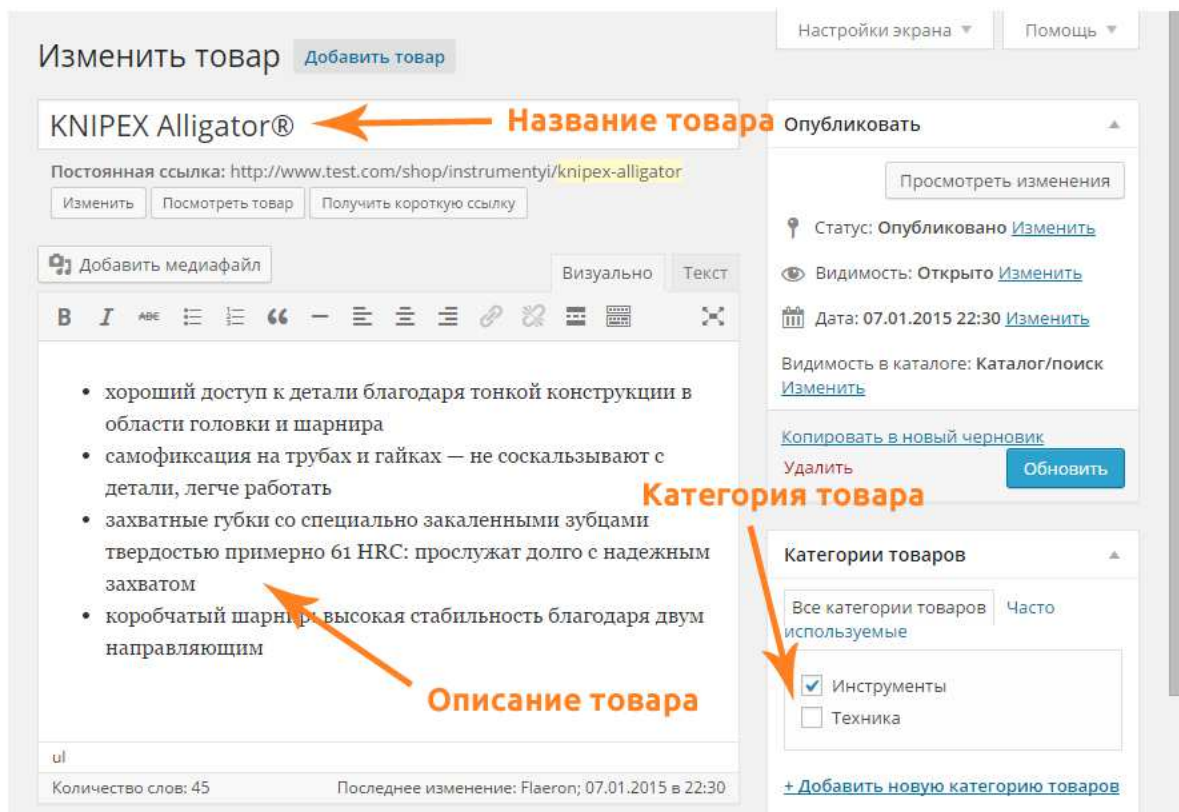 Настройки экрана
Помощь
Изменить товар
Добавить товар
KNIPEX Alligator®
Название товара
Постоянная ссылка: http://www.test.com/shop/instrumentyi/knipex-alligator
Изменить
Посмотреть товар
Получить короткую ссылку
Добавить медиафайл
Визуально
Текст
B I ABE
хороший доступ к детали благодаря тонкой конструкции в
области головки и шарнира
самофиксация на трубах и гайках — не соскальзывают с
детали, легче работать
захватные губки со специально закаленными зубцами
твердостью примерно 61 HRC: прослужат долго с надежным
захватом
коробчатый шарнир: высокая стабильность благодаря двум
направляющим
Описание товара
ul
Количество слов: 45
Последнее изменение: Flaeron; 07.01.2015 в 22:30
Опубликовать
Просмотреть изменения
Статус: Опубликовано Изменить
Видимость: Открыто Изменить
Дата: 07.01.2015 22:30 Изменить
Видимость в каталоге: Каталог/поиск
Изменить
Копировать в новый черновик
Удалить
Обновить
Категория товара
Категории товаров
Все категории товаров
Часто
используемые
Инструменты
Техника
+ Добавить новую категорию товаров